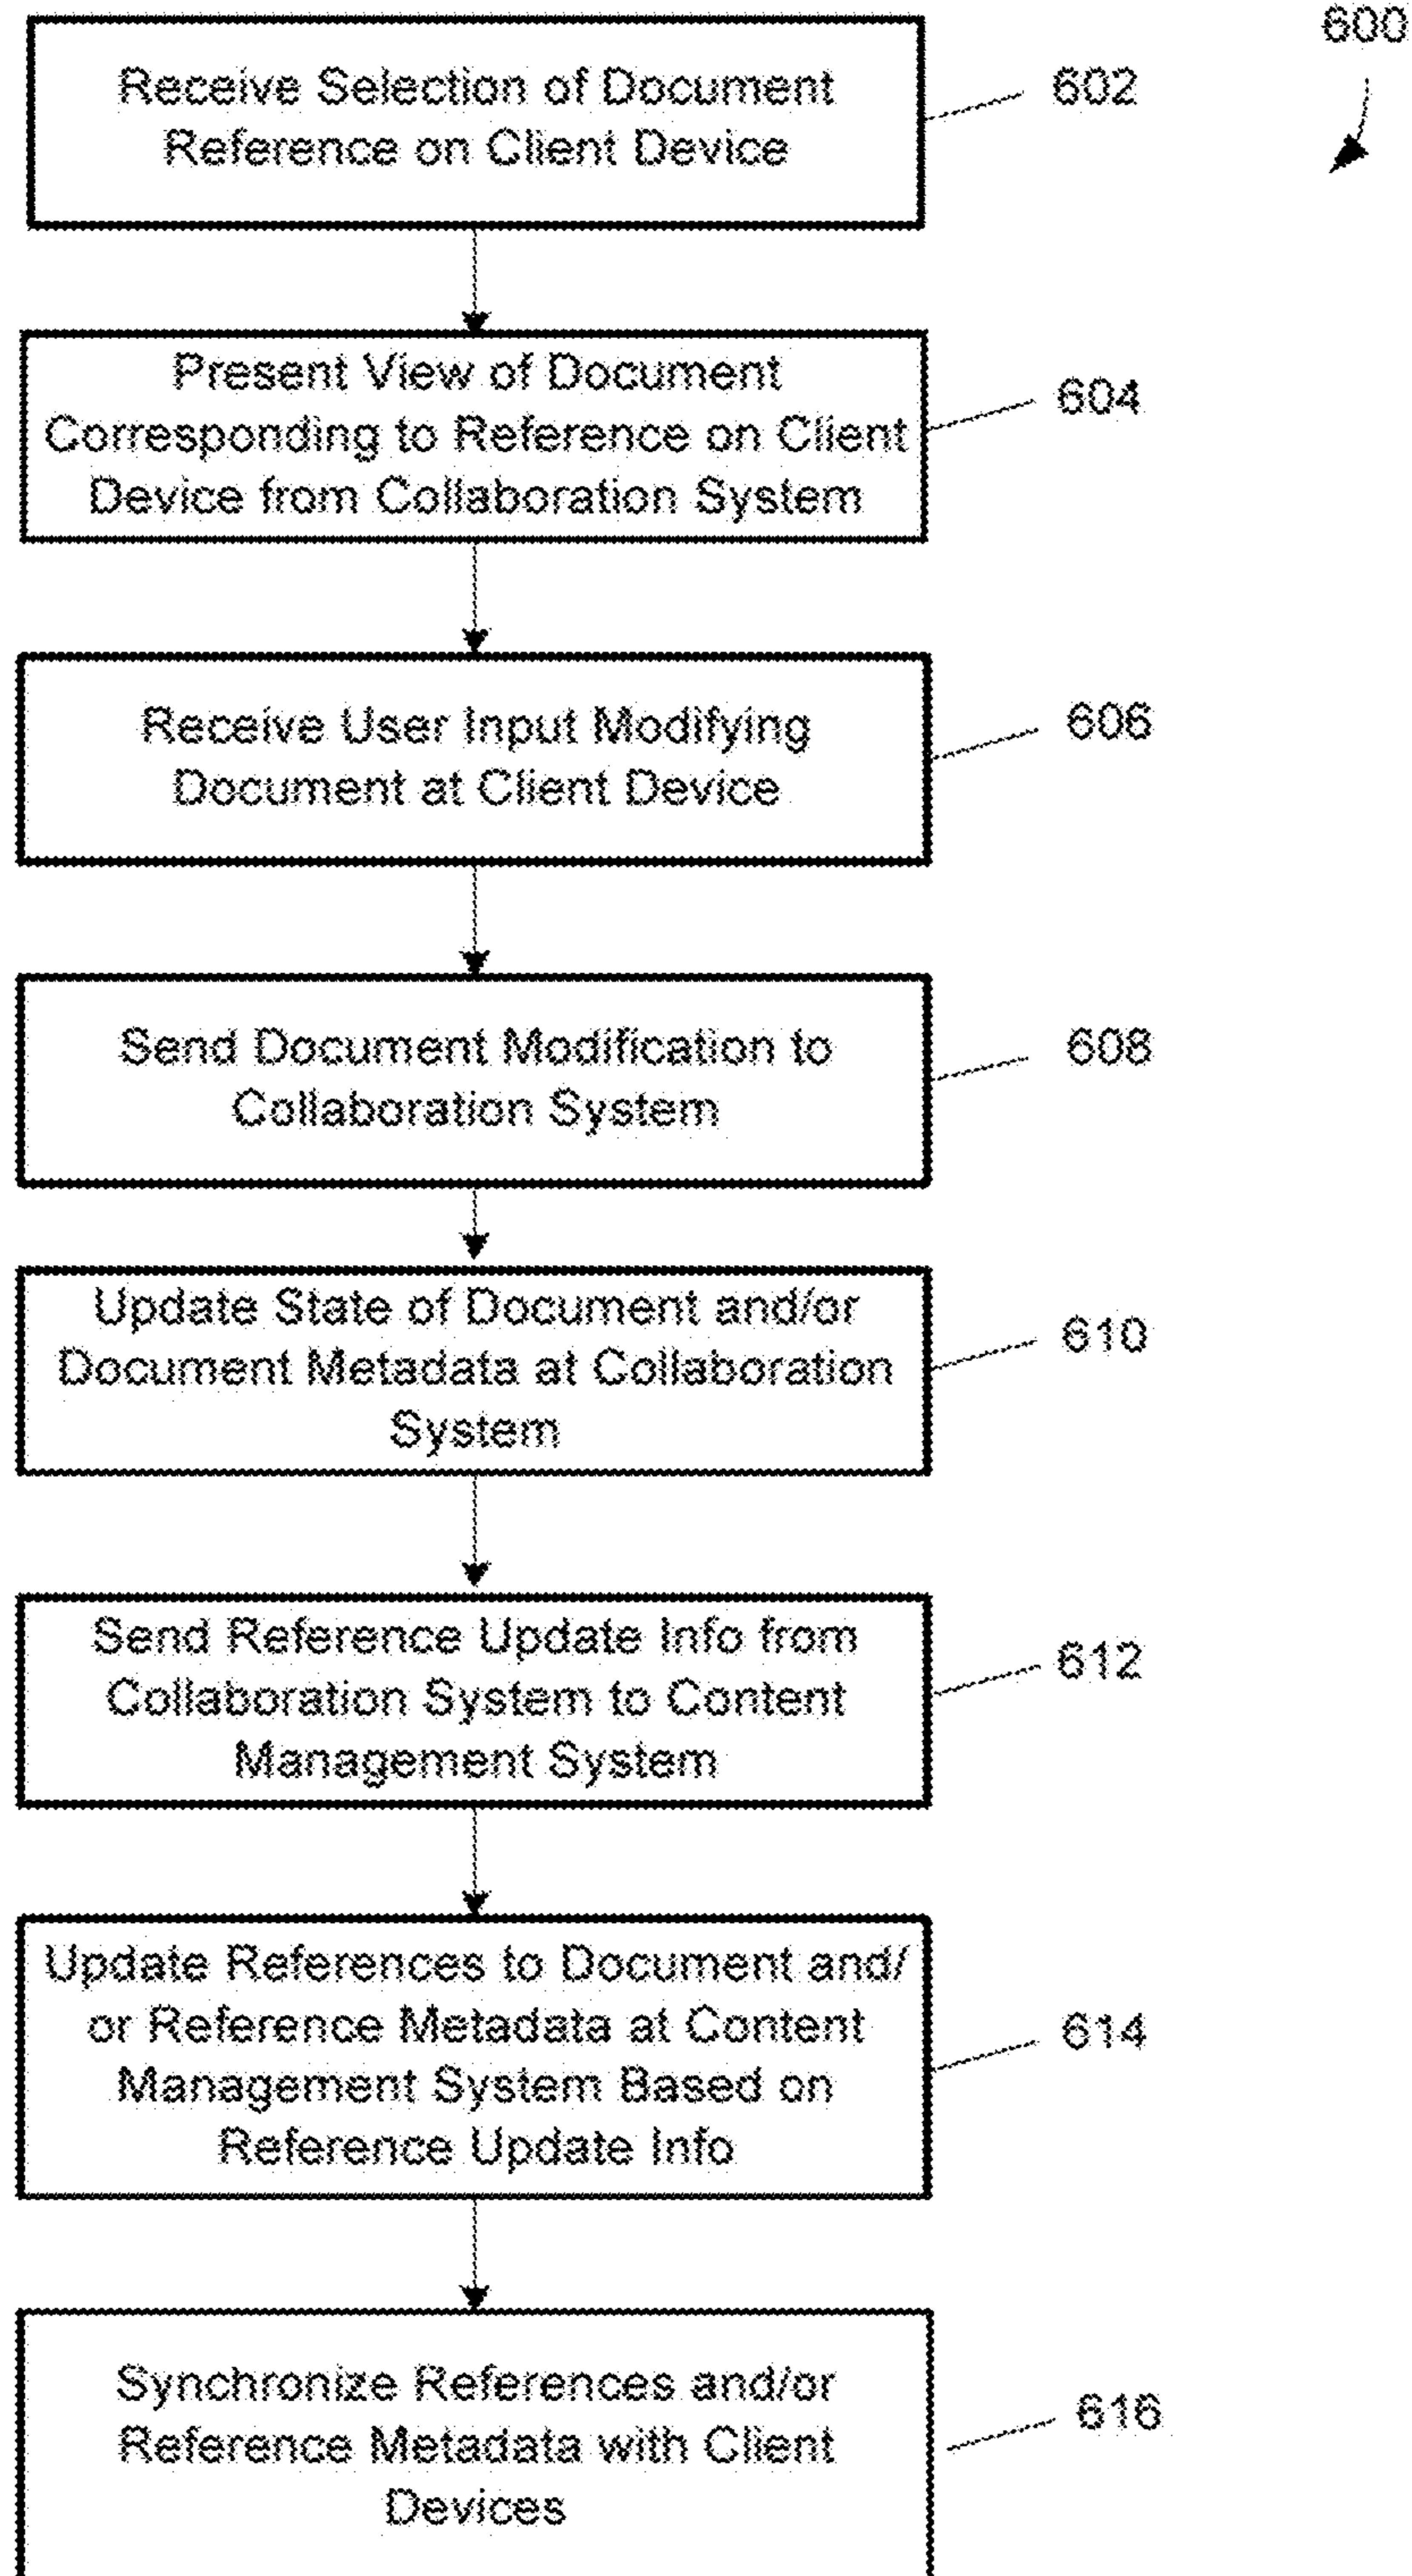 600
Receive Selection of Document
Reference on Client Device
602
Present View of Document
Corresponding to Reference on Client
Device from Collaboration System
604
Receive User Input Modifying
Document at Client Device
606
Send Document Modification to
Collaboration System
608
Update State of Document and/or
Document Metadata at Collaboration
System
610
Send Reference Update Info from
Collaboration System to Content
Management System
612
Update References to Document and/
or Reference Metadata at Content
Management System Based on
Reference Update Info
614
Synchronize References and/or
Reference Metadata with Client
Devices
616